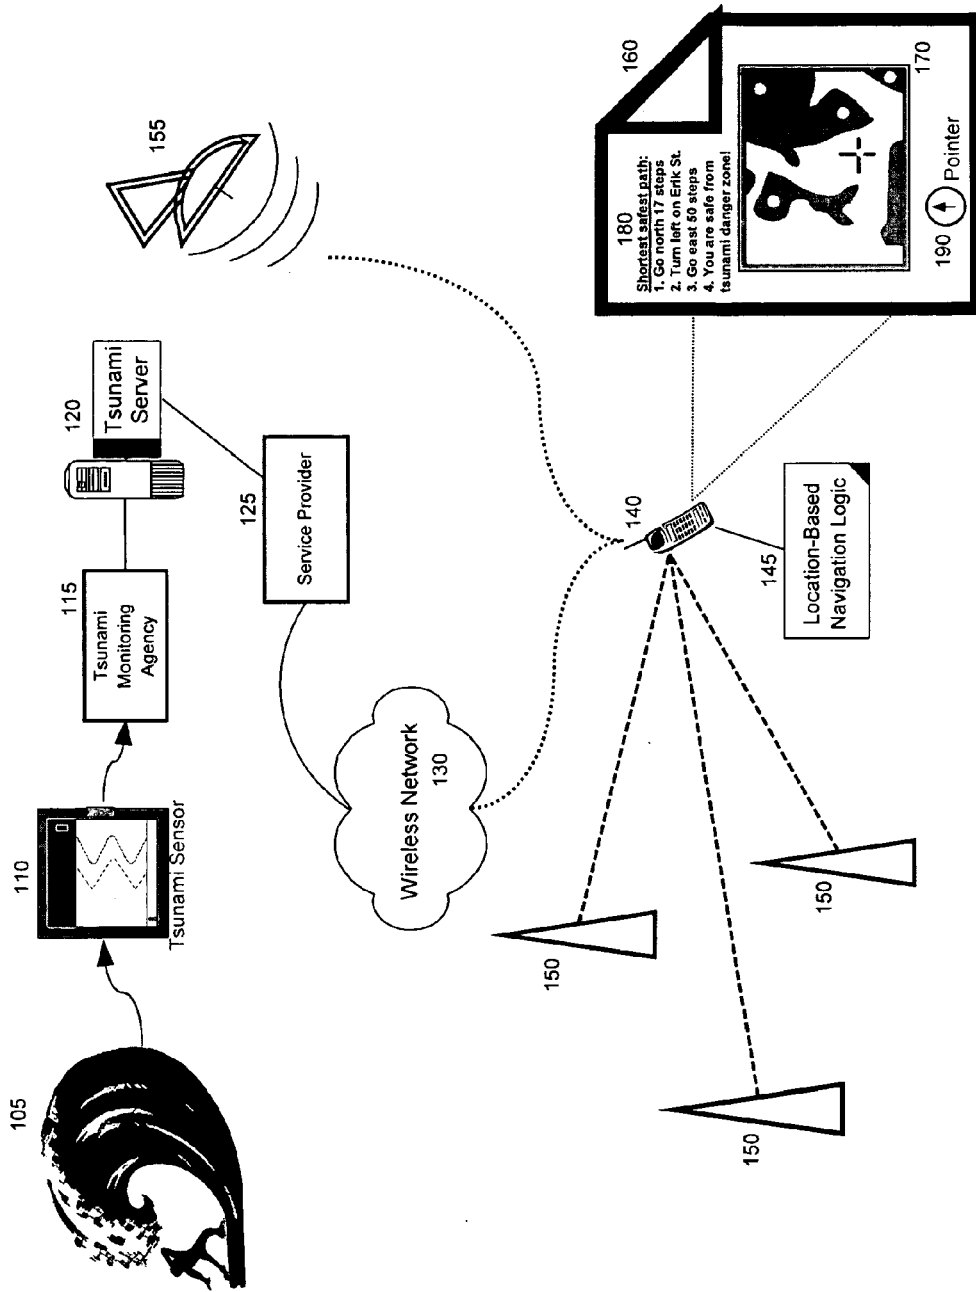 105
110
Tsunami Sensor
115
Tsunami
Monitoring
Agency
120
Tsunami
Server
125
Service Provider
155
Wireless Network
130
140
145
Location-Based
Navigation Logic
150
150
150
160
180
Shortest safest path:
1. Go north 17 steps
2. Turn left on Erik St.
3. Go east 50 steps
4. You are safe from
tsunami danger zone!
170
190
Pointer